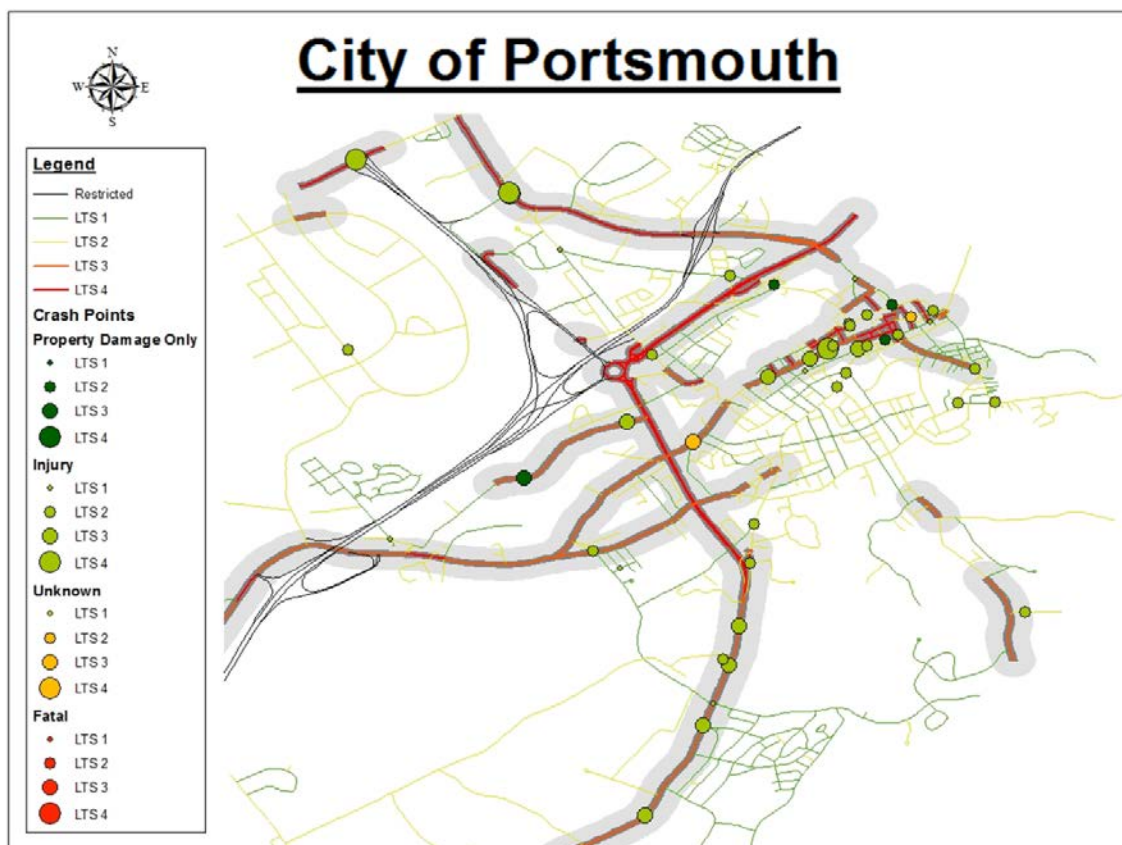 City of Portsmouth
N
W E
S
Legend
Restricted
LTS 1
LTS 2
LTS 3
LTS 4
Crash Points
Property Damage Only
LTS 1
LTS 2
LTS 3
LTS 4
Injury
LTS 1
LTS 2
LTS 3
LTS 4
Unknown
LTS 1
LTS 2
LTS 3
LTS 4
Fatal
LTS 1
LTS 2
LTS 3
LTS 4